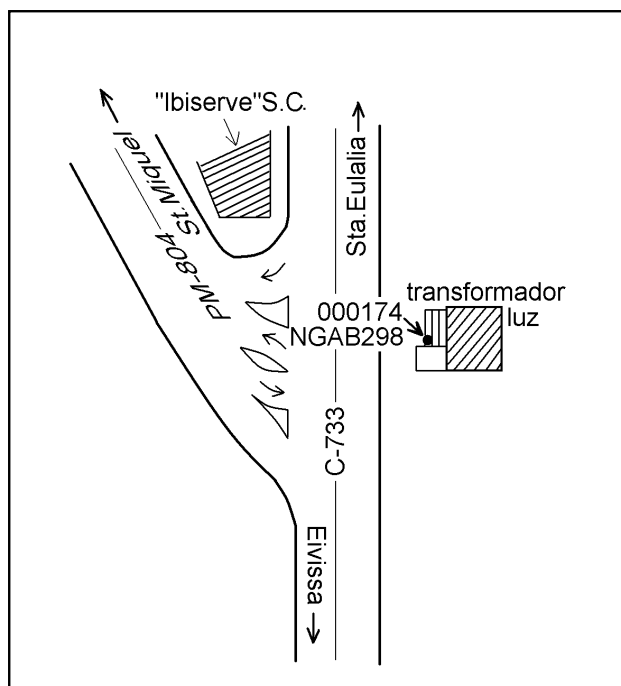 "Ibiserve"S.C.
St.Miquel
PM-804
Sta.Eulalia
transformador
luz
000174
NGAB298
C-733
Eivissa